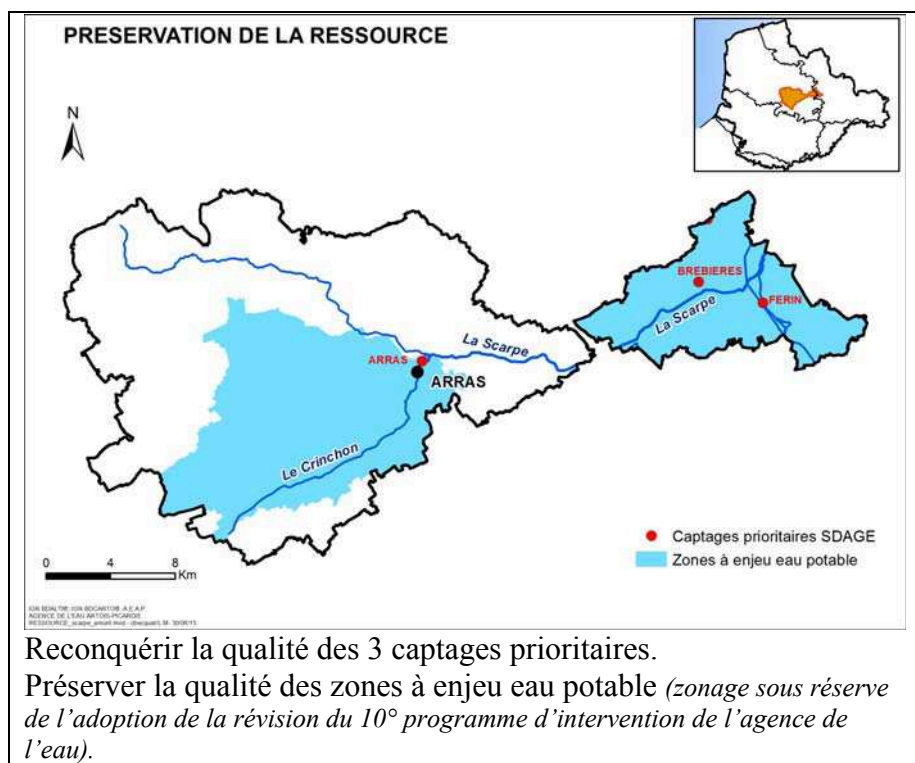 PRESERVATION DE LA RESSOURCE
N
BREBIERES
FERIN
La Scarpe
La Scarpe
ARRAS
ARRAS
Le Crinchon
Captages prioritaires SDAGE
Zones à enjeu eau potable
0 4 8
Km
AGENCE DE L'EAU ARTOIS-PICARDIE
Reconquérir la qualité des 3 captages prioritaires.
Préserver la qualité des zones à enjeu eau potable (zonage sous réserve
de l'adoption de la révision du 10° programme d'intervention de l'agence de
l'eau).